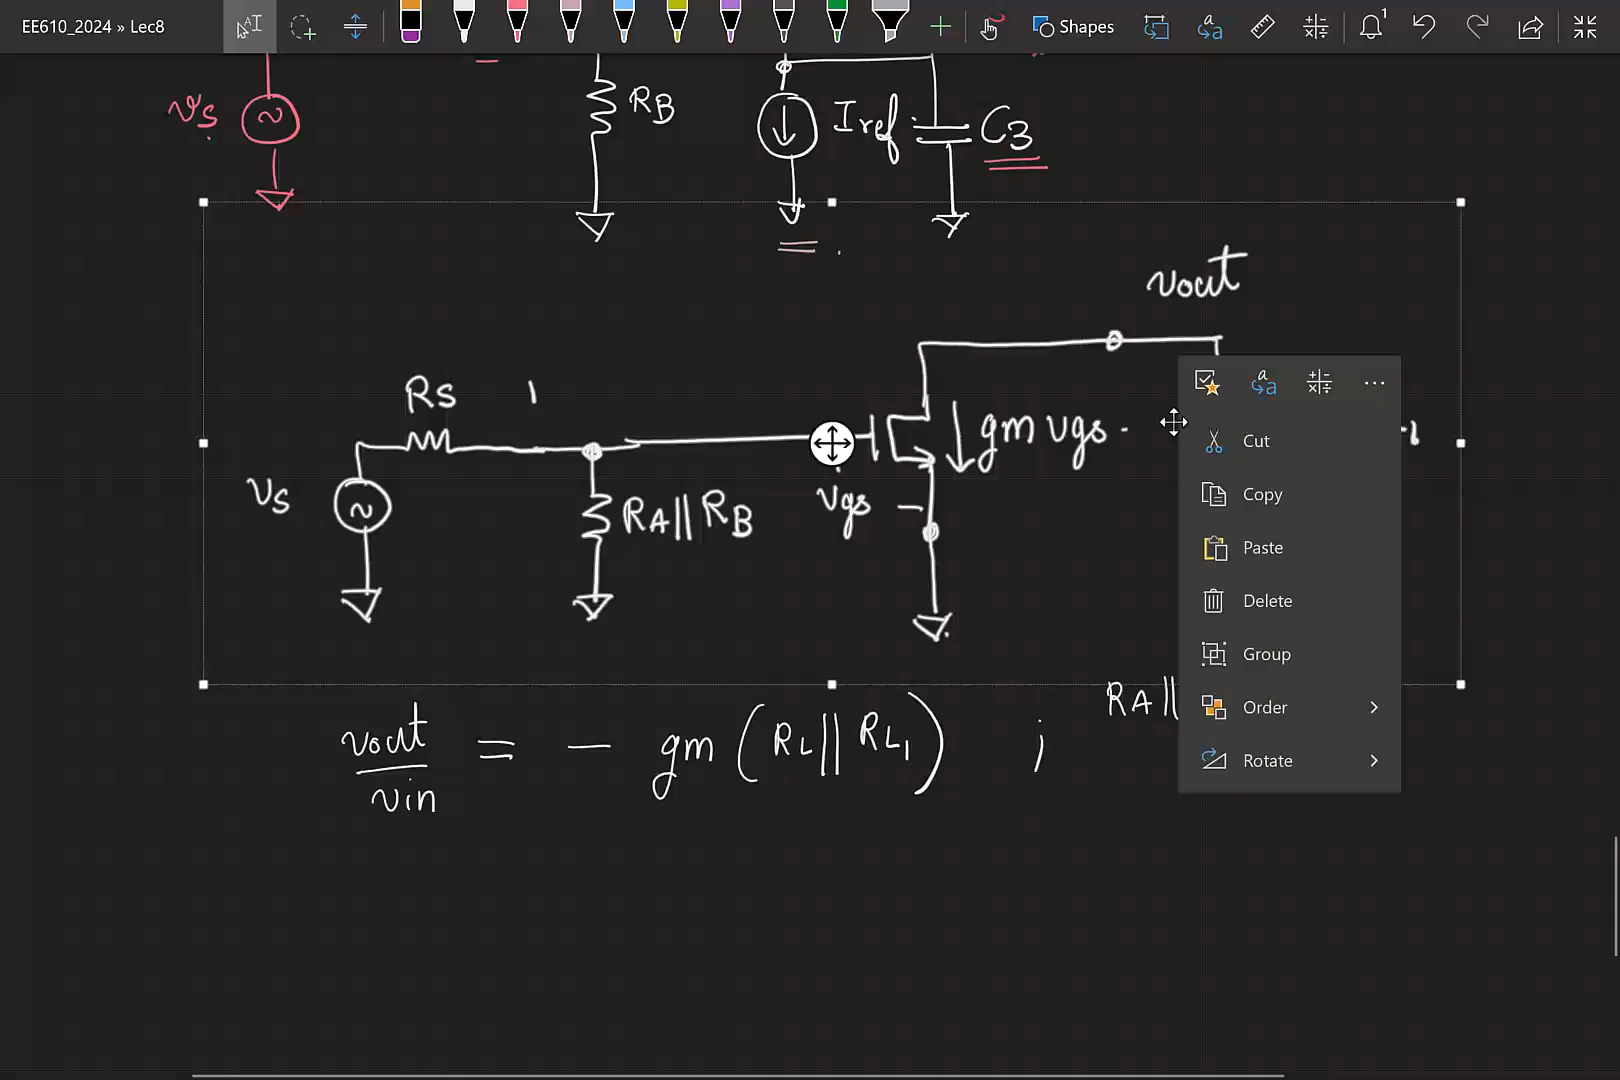 EE610_2024 » Lec8
Shapes
vs
RB
Iref
C3
vout
Rs
gm vgs
vs
RA||RB
vgs -
Cut
Copy
Paste
Delete
Group
Order
Rotate
RA||
vout/vin = - gm (RL||RL1) ;